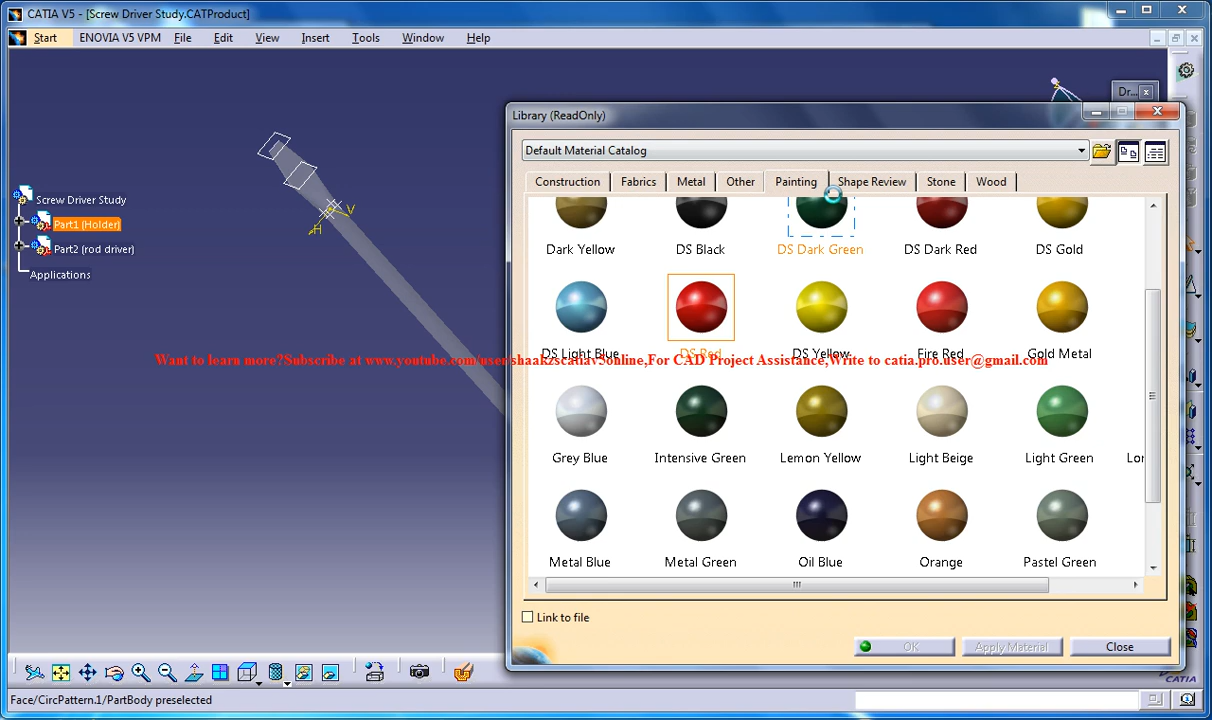 CATIA V5 - [Screw Driver Study.CATProduct]
Start ENOVIA V5 VPM File Edit View Insert Tools Window Help
Dr...
Library (ReadOnly)
Default Material Catalog
Construction Fabrics Metal Other Painting Shape Review Stone Wood
Screw Driver Study
Part1 (Holder)
Part2 (rod driver)
Applications
V
H
Dark Yellow DS Black DS Dark Green DS Dark Red DS Gold
DS Light Blue DS Red DS Yellow Fire Red Gold Metal
Want to learn more?Subscribe at www.youtube.com/user/shaakzscatiav5online,For CAD Project Assistance,Write to catia.pro.user@gmail.com
Grey Blue Intensive Green Lemon Yellow Light Beige Light Green Lor
Metal Blue Metal Green Oil Blue Orange Pastel Green
Link to file
OK Apply Material Close
CATIA
Face/CircPattern.1/PartBody preselected